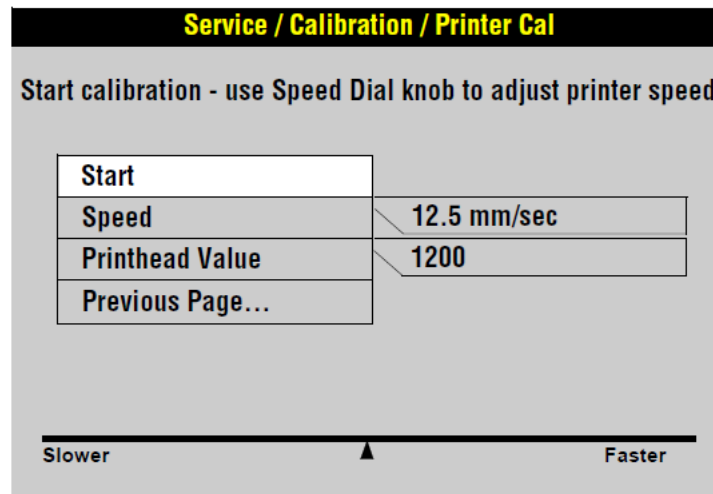 Service / Calibration / Printer Cal
Start calibration - use Speed Dial knob to adjust printer speed
Start
Speed 12.5 mm/sec
Printhead Value 1200
Previous Page...
Slower Faster